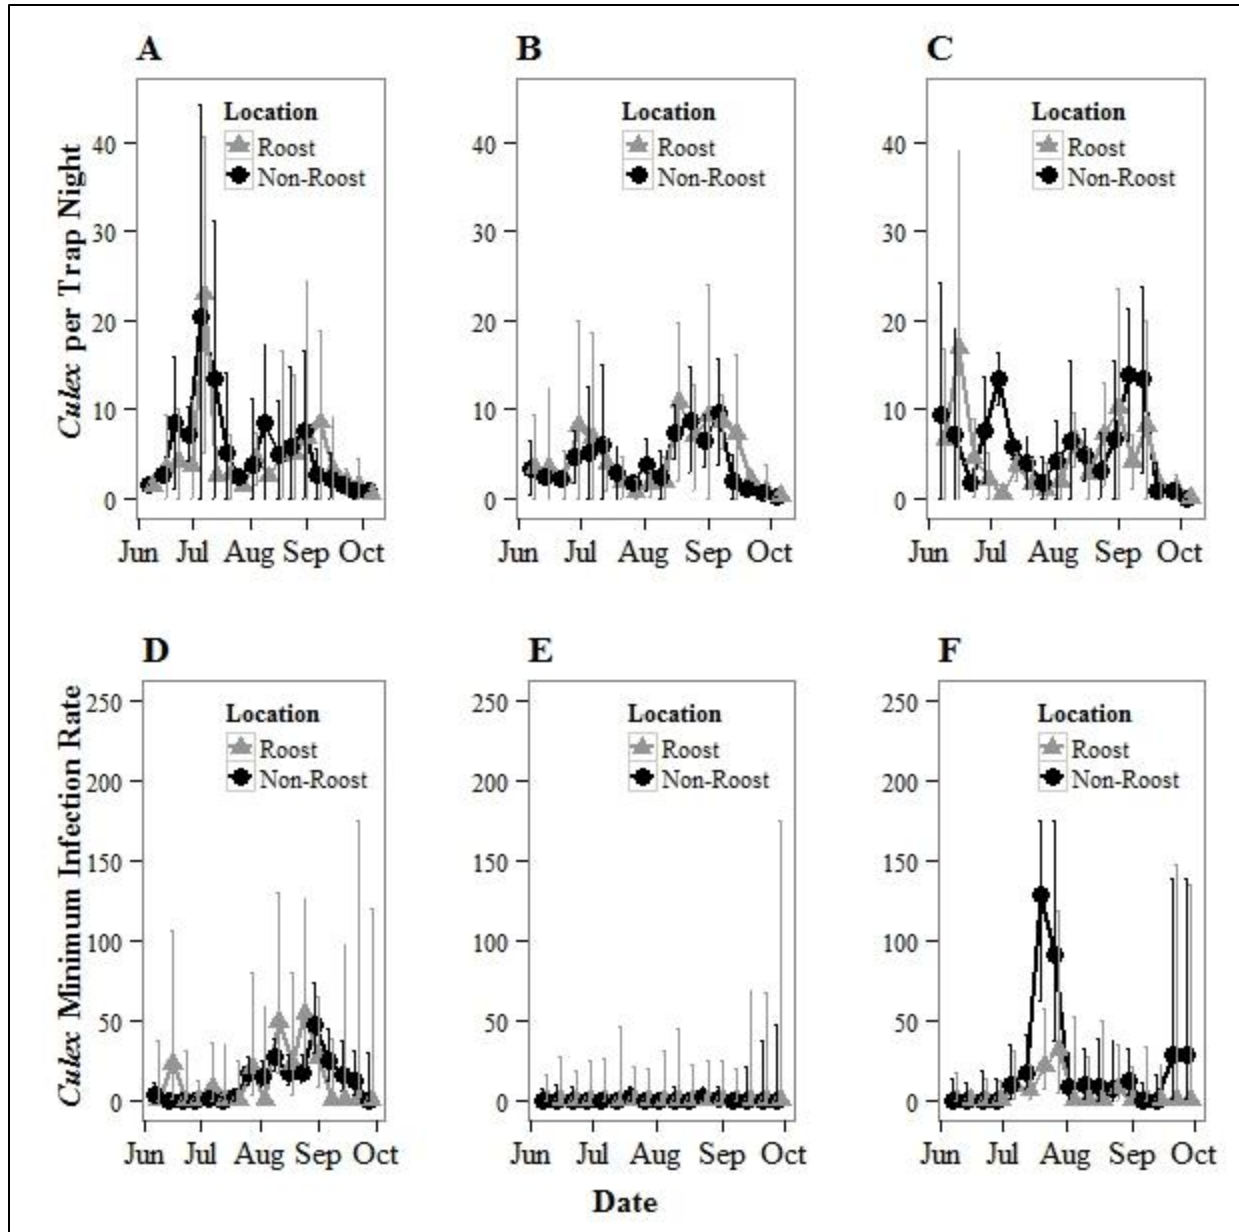 A
B
C
Culex per Trap Night
40
30
20
10
0
Location
Roost
Non-Roost
Jun Jul Aug Sep Oct
40
30
20
10
0
Location
Roost
Non-Roost
Jun Jul Aug Sep Oct
40
30
20
10
0
Location
Roost
Non-Roost
Jun Jul Aug Sep Oct
D
E
F
Culex Minimum Infection Rate
250
200
150
100
50
0
Location
Roost
Non-Roost
Jun Jul Aug Sep Oct
250
200
150
100
50
0
Location
Roost
Non-Roost
Jun Jul Aug Sep Oct
250
200
150
100
50
0
Location
Roost
Non-Roost
Jun Jul Aug Sep Oct
Date